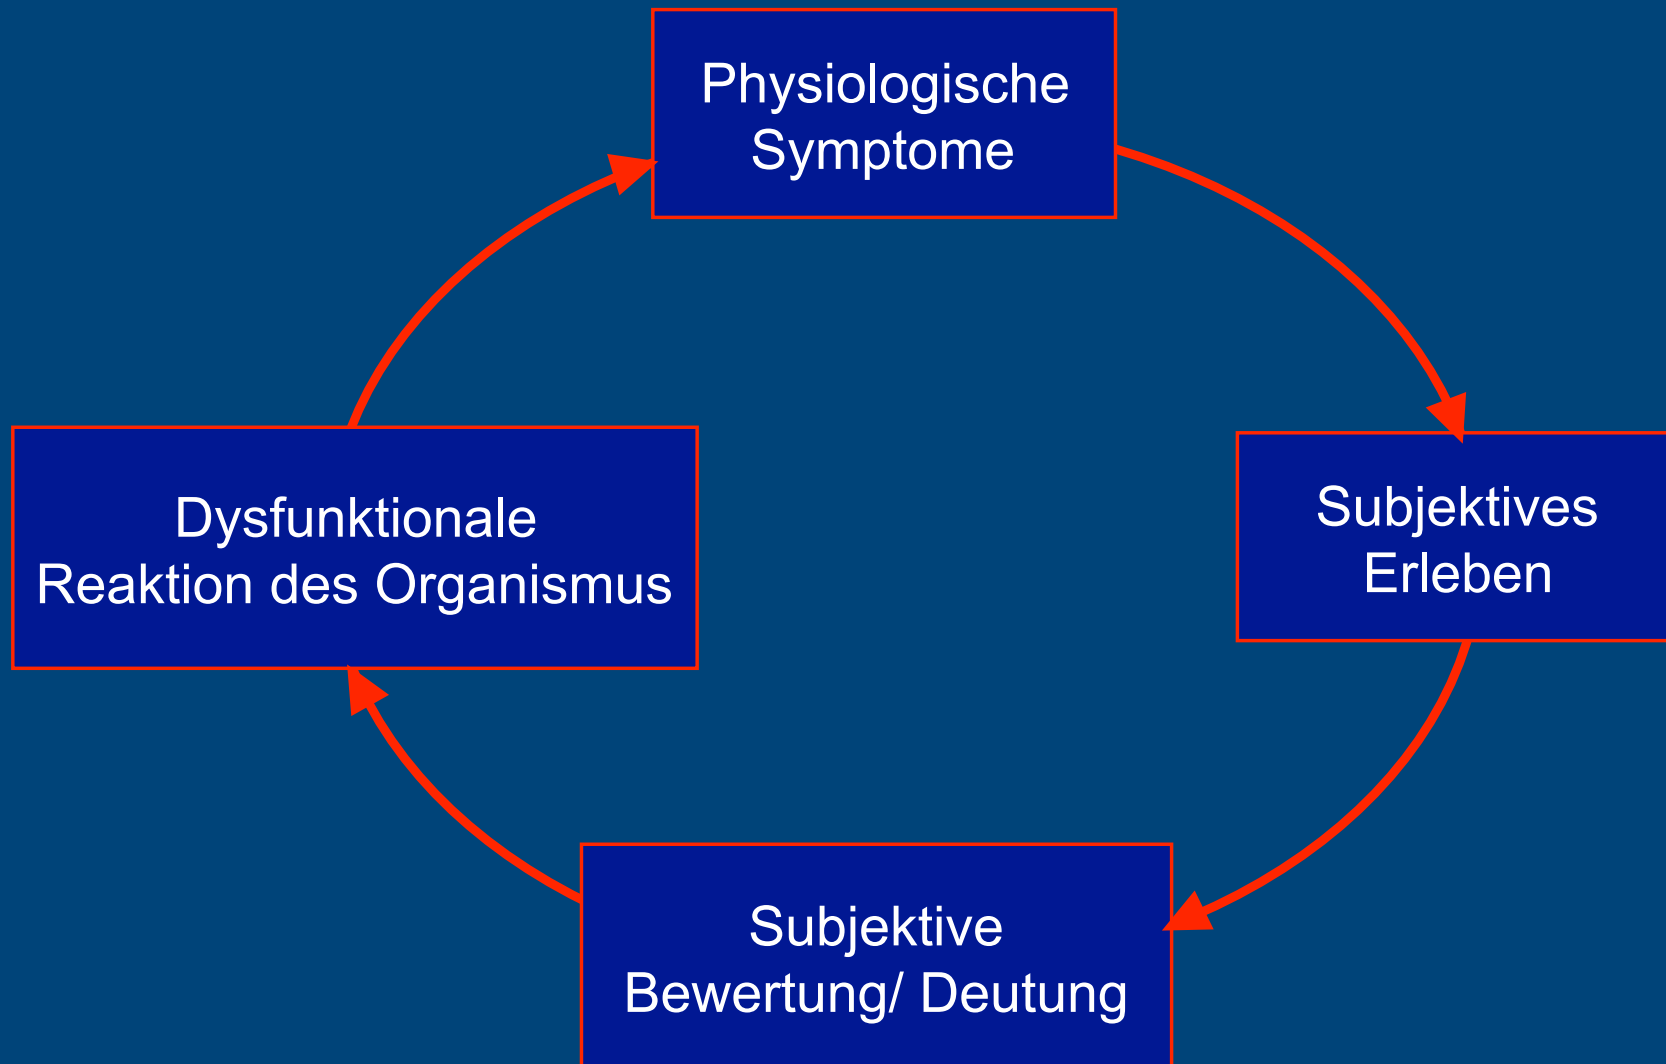 Physiologische
Symptome
Subjektives
Erleben
Subjektive
Bewertung/ Deutung
Dysfunktionale
Reaktion des Organismus